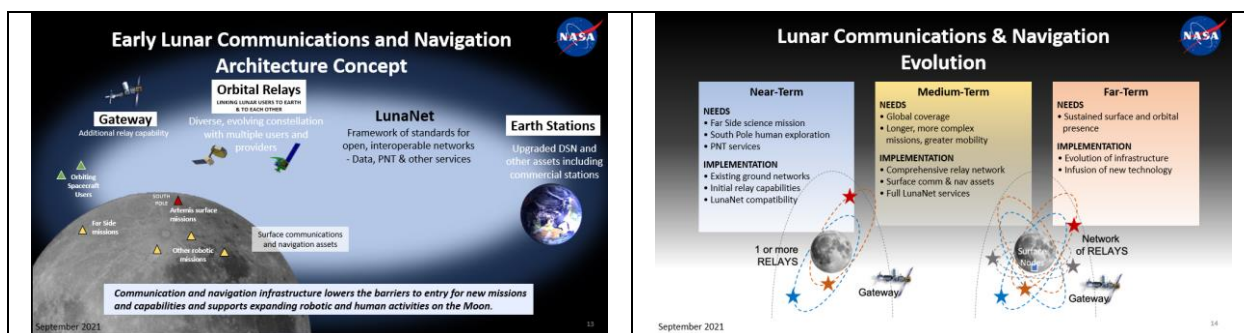 Early Lunar Communications and Navigation
Architecture Concept
NASA
Gateway
Additional relay capability
Orbital Relays
LINKING LUNAR USERS TO EARTH
& TO EACH OTHER
Diverse, evolving constellation
with multiple users and
providers
LunaNet
Framework of standards for
open, interoperable networks
- Data, PNT & other services
Earth Stations
Upgraded DSN and
other assets including
commercial stations
Orbiting
Spacecraft
Users
SOUTH
POLE
Artemis surface
missions
Far Side
missions
Other robotic
missions
Surface communications
and navigation assets
Communication and navigation infrastructure lowers the barriers to entry for new missions
and capabilities and supports expanding robotic and human activities on the Moon.
September 2021
13
Lunar Communications & Navigation
Evolution
NASA
Near-Term
NEEDS
• Far Side science mission
• South Pole human exploration
• PNT services
IMPLEMENTATION
• Existing ground networks
• Initial relay capabilities
• LunaNet compatibility
Medium-Term
NEEDS
• Global coverage
• Longer, more complex
missions, greater mobility
IMPLEMENTATION
• Comprehensive relay network
• Surface comm & nav assets
• Full LunaNet services
Far-Term
NEEDS
• Sustained surface and orbital
presence
IMPLEMENTATION
• Evolution of infrastructure
• Infusion of new technology
1 or more
RELAYS
Gateway
Surface
Nodes
Network
of RELAYS
Gateway
September 2021
14